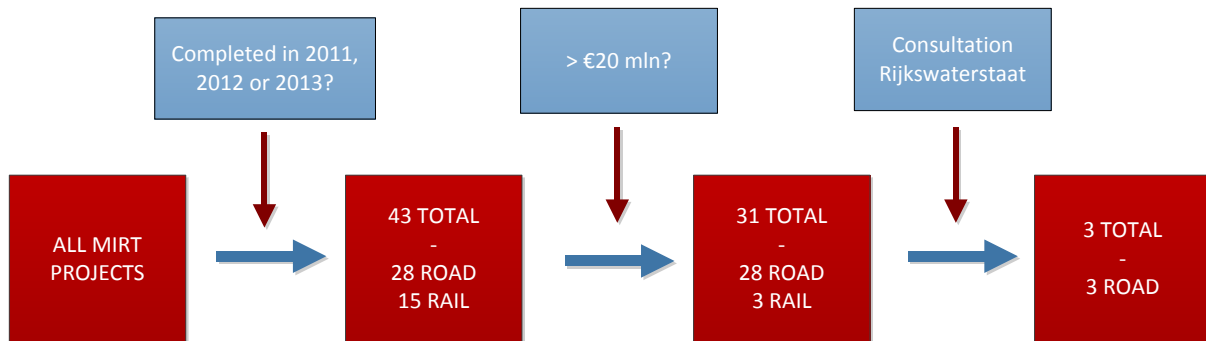 Completed in 2011,
2012 or 2013?
> €20 mln?
Consultation
Rijkswaterstaat
ALL MIRT
PROJECTS
43 TOTAL
-
28 ROAD
15 RAIL
31 TOTAL
-
28 ROAD
3 RAIL
3 TOTAL
-
3 ROAD